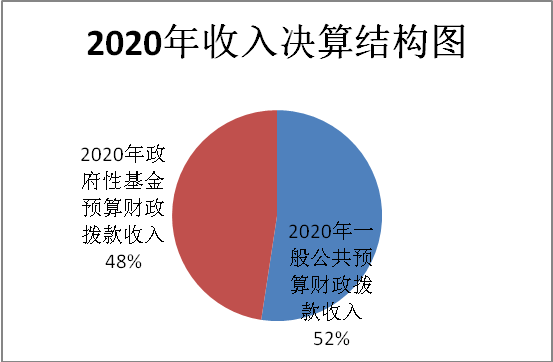 2020年收入决算结构图
2020年政
府性基金
预算财政
拨款收入
48%
2020年一
般公共预
算财政拨
款收入
52%